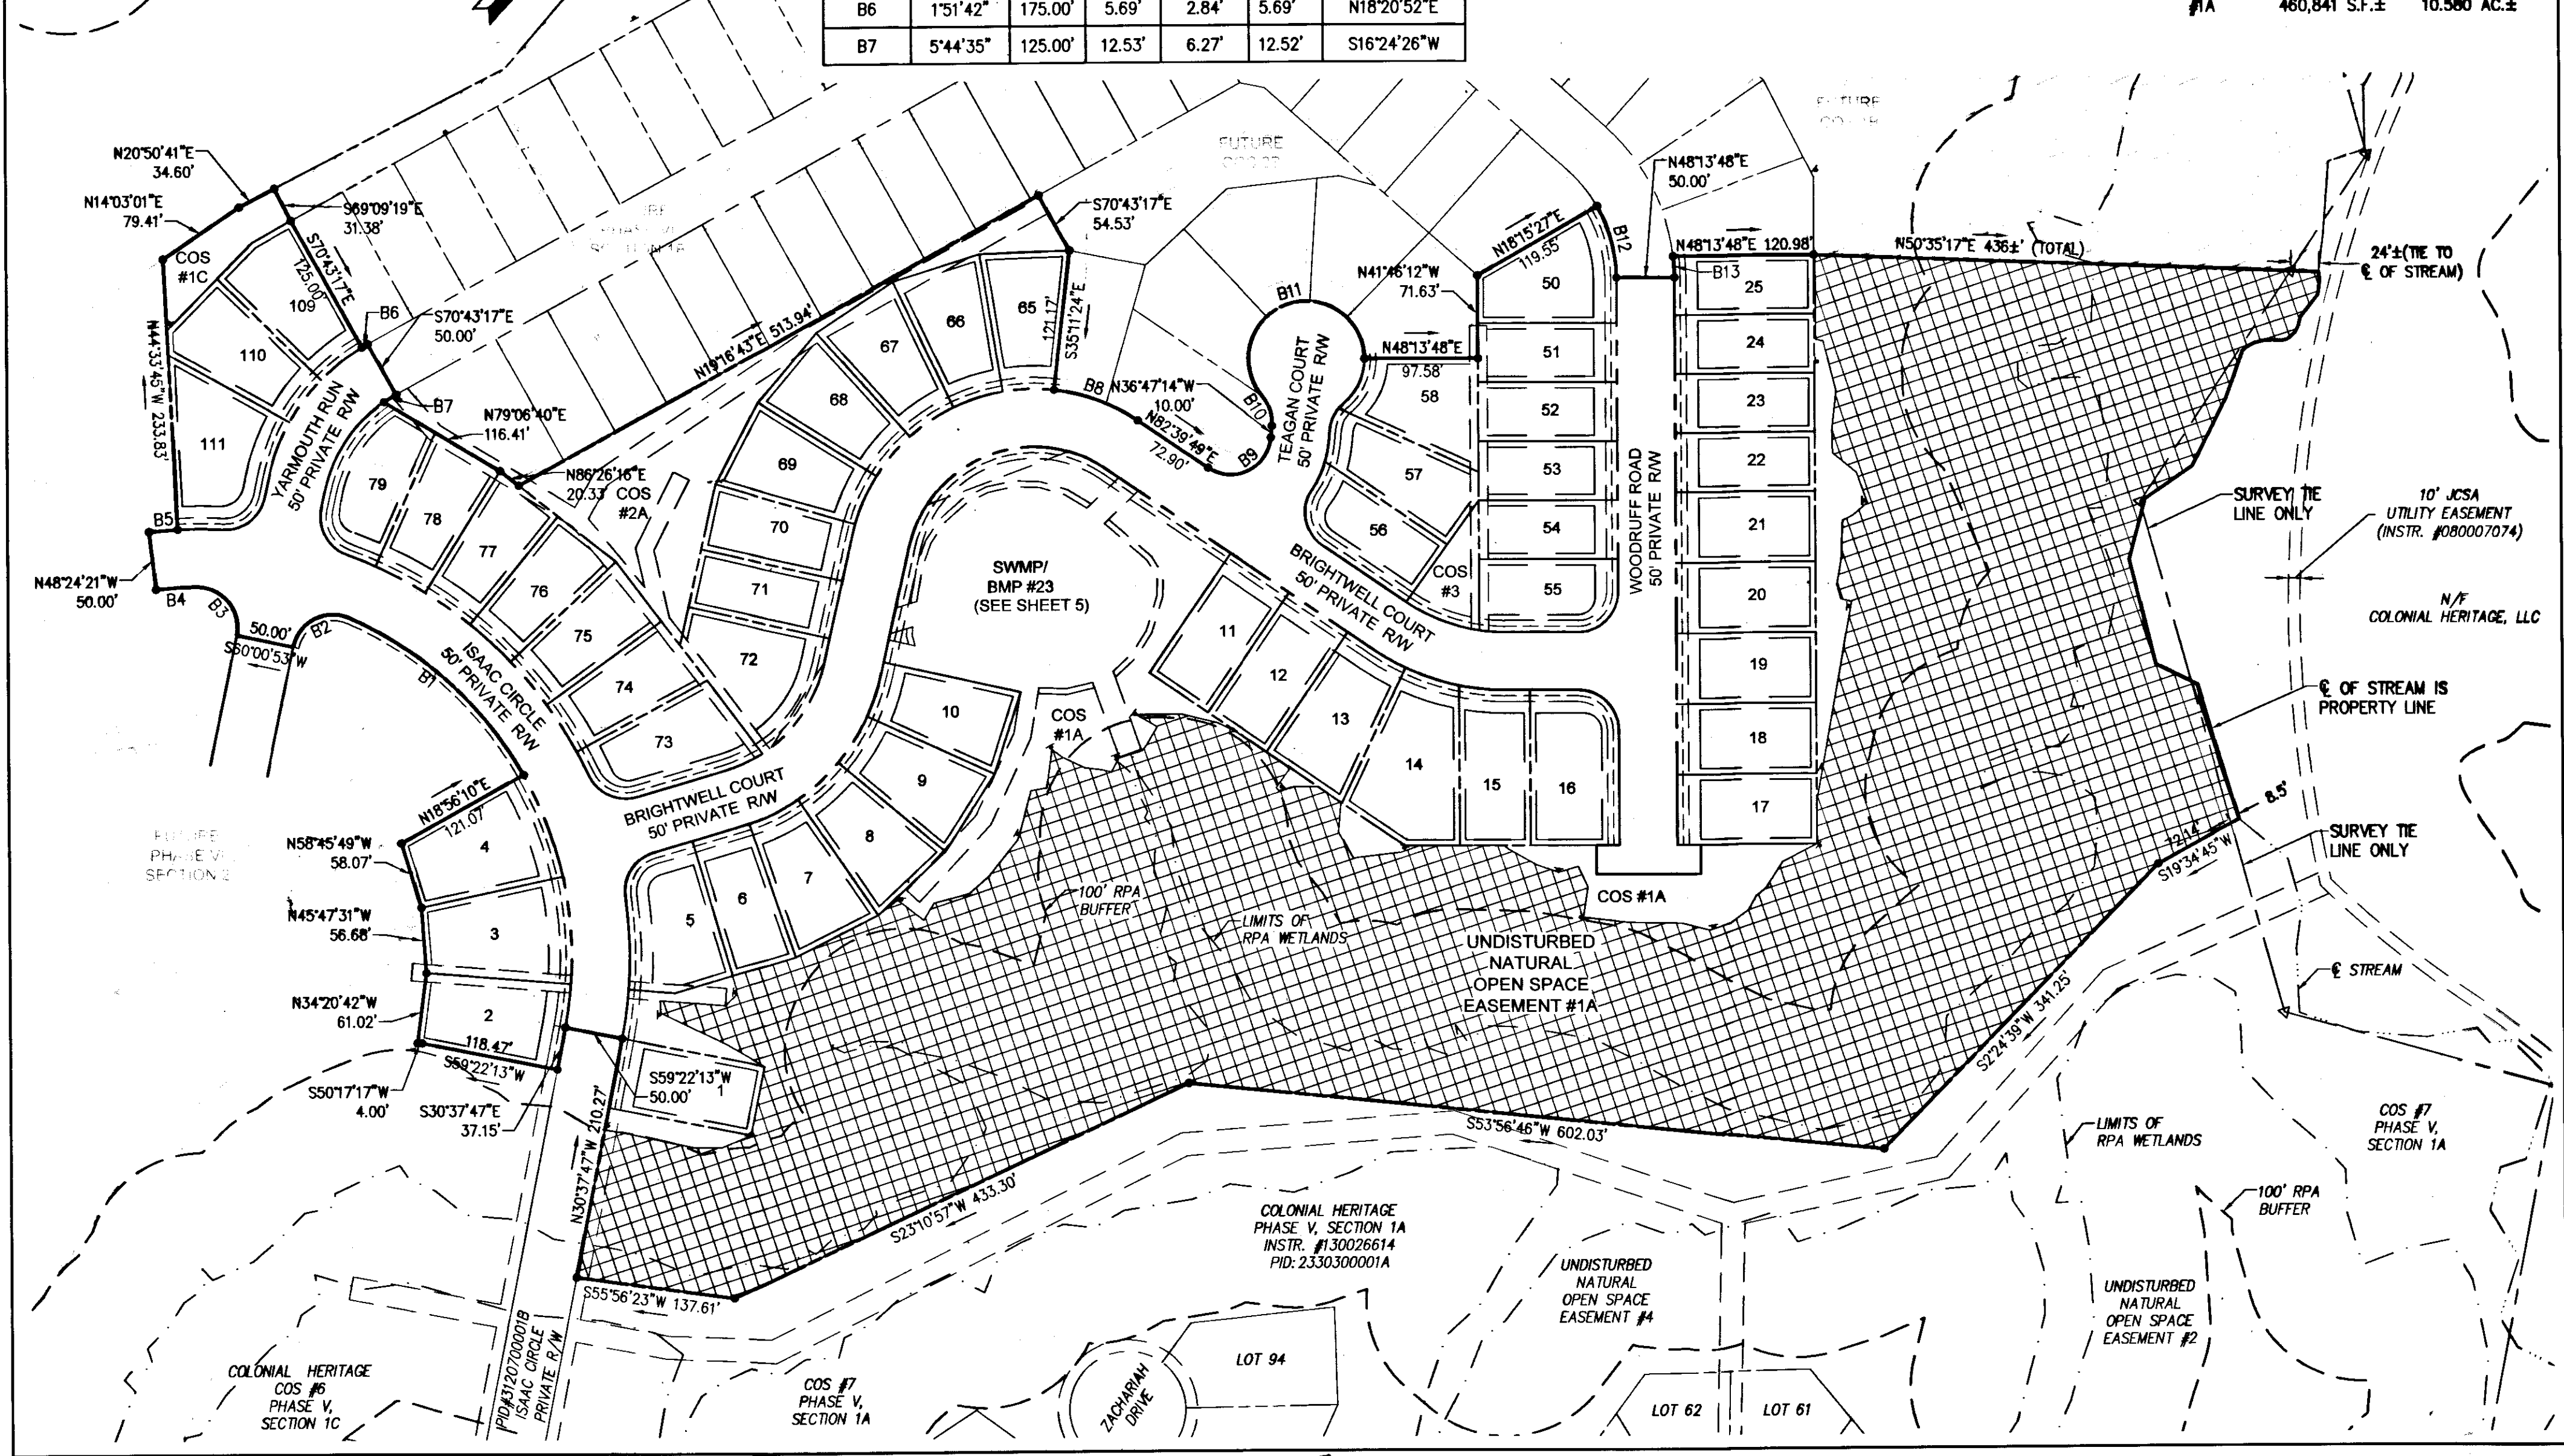 B6 1°51'42" 175.00' 5.69' 2.84' 5.69' N18°20'52"E
B7 5°44'35" 125.00' 12.53' 6.27' 12.52' S16°24'26"W
#1A 460,841 S.F.± 10.580 AC.±
N20°50'41"E
34.60'
N14°03'01"E
79.41'
S69°09'19"E
31.38'
COS
#1C
S70°43'17"E
125.00'
109
110
111
N44°33'45"W 233.83'
B6
S70°43'17"E
50.00'
B7
N79°06'40"E
116.41'
N86°26'16"E
20.33'
COS
#2A
N19°16'43"E 513.94'
S70°43'17"E
54.53'
S35°11'24"E
121.17'
65
66
67
68
69
70
71
72
YARMOUTH RUN
50' PRIVATE R/W
79
78
77
76
75
74
73
B5
N48°24'21"W
50.00'
B4
B3
50.00'
S50°00'53"W
B2
B1
ISAAC CIRCLE
50' PRIVATE R/W
FUTURE
B8
N36°47'14"W
10.00'
N82°39'49"E
72.90'
B9
B10
B11
TEAGAN COURT
50' PRIVATE R/W
N41°46'12"W
71.63'
N48°13'48"E
97.58'
N18°15'27"E
119.55'
B12
N48°13'48"E
50.00'
N48°13'48"E 120.98'
B13
FUTURE
N50°35'17"E 436±' (TOTAL)
24'±(TIE TO
℄ OF STREAM)
50
51
52
53
54
55
56
57
58
COS
#3
WOODRUFF ROAD
50' PRIVATE R/W
25
24
23
22
21
20
19
18
17
SURVEY TIE
LINE ONLY
10' JCSA
UTILITY EASEMENT
(INSTR. #080007074)
N/F
COLONIAL HERITAGE, LLC
℄ OF STREAM IS
PROPERTY LINE
8.5'
72.14'
S19°34'45"W
SURVEY TIE
LINE ONLY
℄ STREAM
SWMP/
BMP #23
(SEE SHEET 5)
BRIGHTWELL COURT
50' PRIVATE R/W
11
12
13
14
15
16
10
9
8
7
6
5
COS
#1A
BRIGHTWELL COURT
50' PRIVATE R/W
FUTURE
PHASE V
SECTION 2
N18°56'10"E
121.07'
N58°45'49"W
58.07'
N45°47'31"W
56.68'
N34°20'42"W
61.02'
4
3
2
118.47'
S59°22'13"W
S50°17'17"W
4.00'
S30°37'47"E
37.15'
S59°22'13"W
50.00'
1
N30°37'47"W 210.27'
100' RPA
BUFFER
LIMITS OF
RPA WETLANDS
COS #1A
UNDISTURBED
NATURAL
OPEN SPACE
EASEMENT #1A
S2°24'39"W 341.25'
S53°56'46"W 602.03'
S23°10'57"W 433.30'
S55°56'23"W 137.61'
COLONIAL HERITAGE
PHASE V, SECTION 1A
INSTR. #130026614
PID: 2330300001A
LIMITS OF
RPA WETLANDS
COS #7
PHASE V,
SECTION 1A
100' RPA
BUFFER
UNDISTURBED
NATURAL
OPEN SPACE
EASEMENT #4
UNDISTURBED
NATURAL
OPEN SPACE
EASEMENT #2
COLONIAL HERITAGE
COS #6
PHASE V,
SECTION 1C
PID#3120700001B
ISAAC CIRCLE
PRIVATE R/W
COS #7
PHASE V,
SECTION 1A
ZACHARIAH
DRIVE
LOT 94
LOT 62
LOT 61